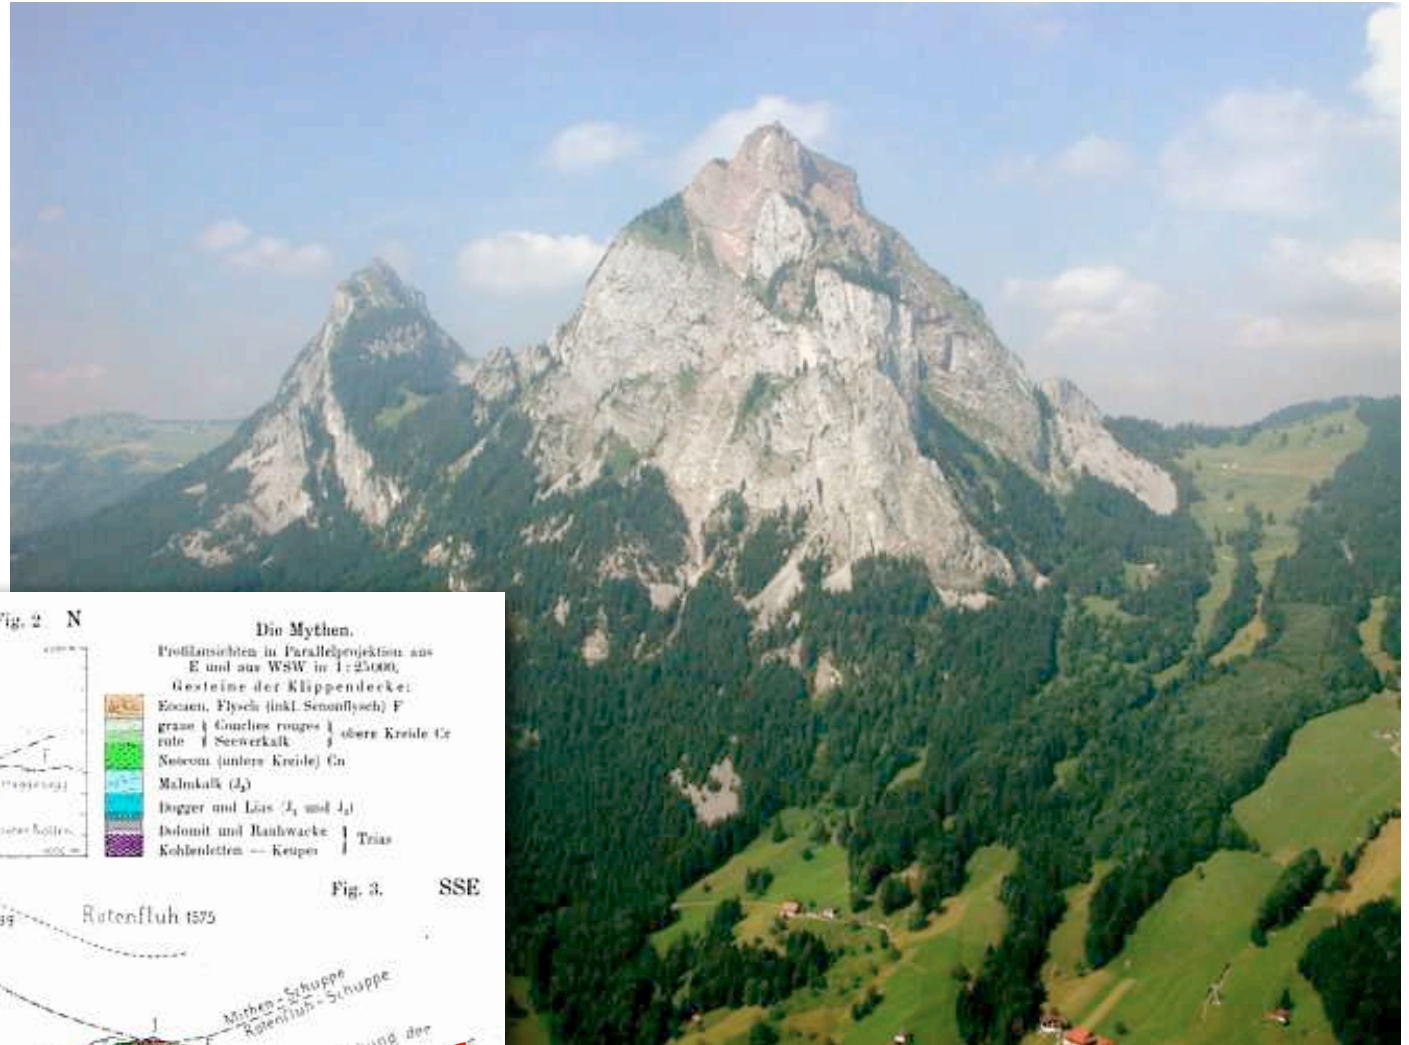 Fig. 2 N
Die Mythen.
Profilansichten in Parallelprojektion aus
E und aus WSW in 1:25000.
Gesteine der Klippendecke:
Eocaen, Flysch (inkl. Senonflysch) F
graue Couches rouges
rote Seewerkalk
obere Kreide Cr
Neocom (untere Kreide) Cn
Malmkalk (J₃)
Dogger und Lias (J₁ und J₂)
Dolomit und Rauhwacke
Trias
Kohlenletten — Keuper
Fig. 3. SSE
Rotenfluh 1575
Mithen-Schuppe
Rotenfluh-Schuppe
der